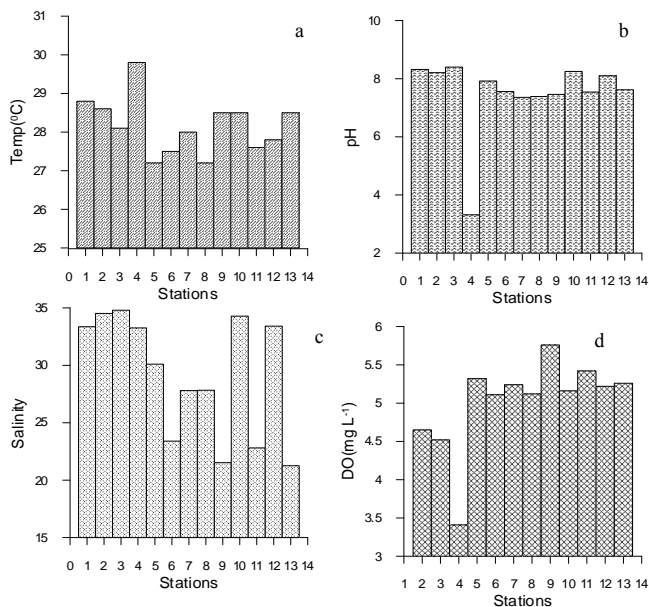 31
30
29
28
27
26
25
Temp(⁰C)
a
0 1 2 3 4 5 6 7 8 9 10 11 12 13 14
Stations
10
8
6
4
2
pH
b
0 1 2 3 4 5 6 7 8 9 10 11 12 13 14
Stations
35
30
25
20
15
Salinity
c
0 1 2 3 4 5 6 7 8 9 10 11 12 13 14
Stations
6
5.5
5
4.5
4
3.5
3
DO(mg L⁻¹)
d
1 2 3 4 5 6 7 8 9 10 11 12 13 14
Stations